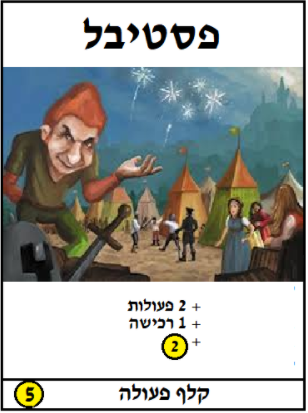 פסטיבל
+ 2 פעולות
+ 1 רכישה
+ 2
קלף פעולה
5